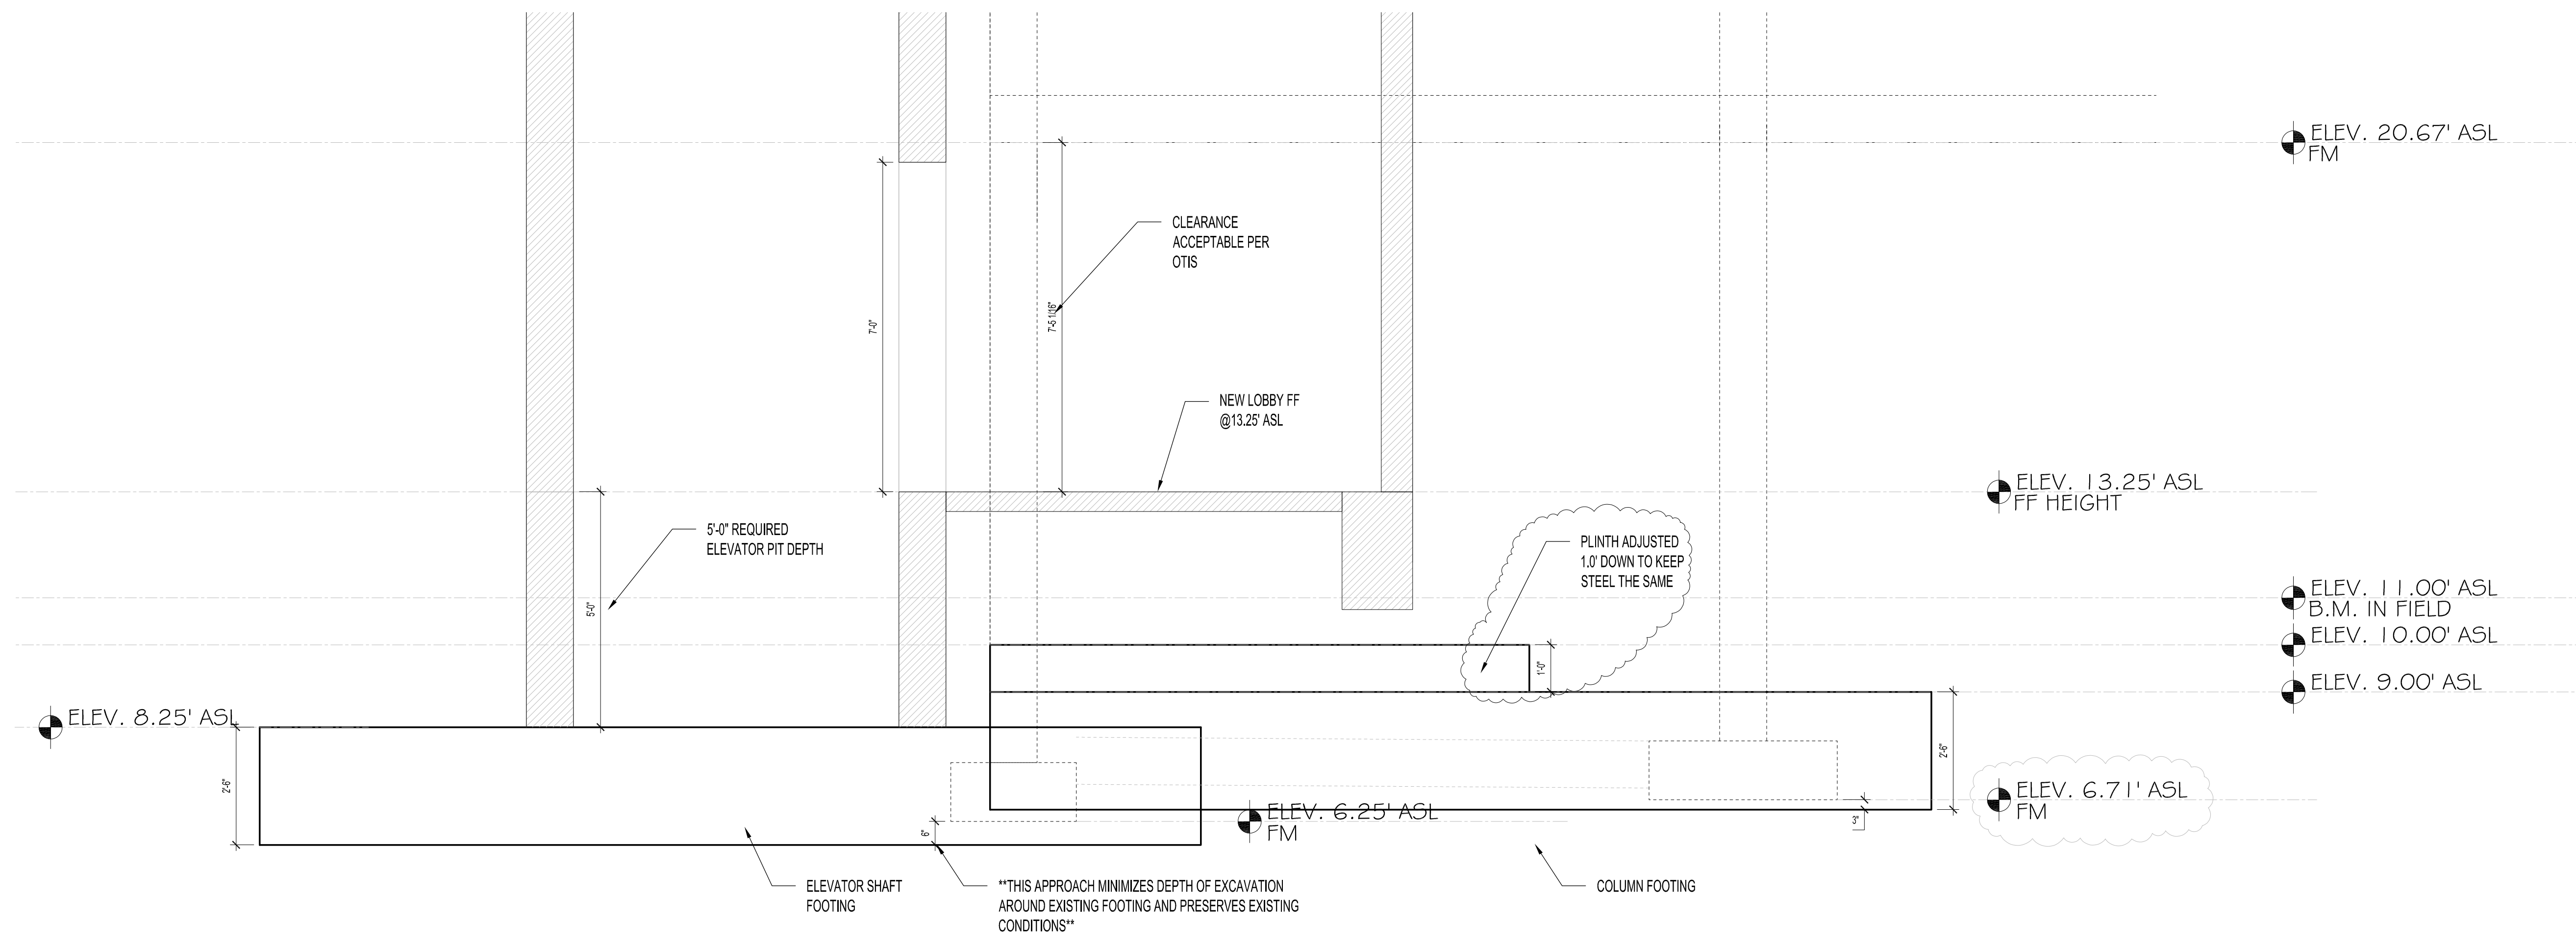 ELEV. 20.67' ASL
FM
CLEARANCE
ACCEPTABLE PER
OTIS
7'-0"
7'-5 1/16"
NEW LOBBY FF
@13.25' ASL
ELEV. 13.25' ASL
FF HEIGHT
5'-0" REQUIRED
ELEVATOR PIT DEPTH
5'-0"
PLINTH ADJUSTED
1.0' DOWN TO KEEP
STEEL THE SAME
ELEV. 11.00' ASL
B.M. IN FIELD
ELEV. 10.00' ASL
1'-0"
ELEV. 9.00' ASL
ELEV. 8.25' ASL
2'-6"
2'-6"
ELEV. 6.71' ASL
FM
ELEV. 6.25' ASL
FM
6"
3"
ELEVATOR SHAFT
FOOTING
**THIS APPROACH MINIMIZES DEPTH OF EXCAVATION
AROUND EXISTING FOOTING AND PRESERVES EXISTING
CONDITIONS**
COLUMN FOOTING